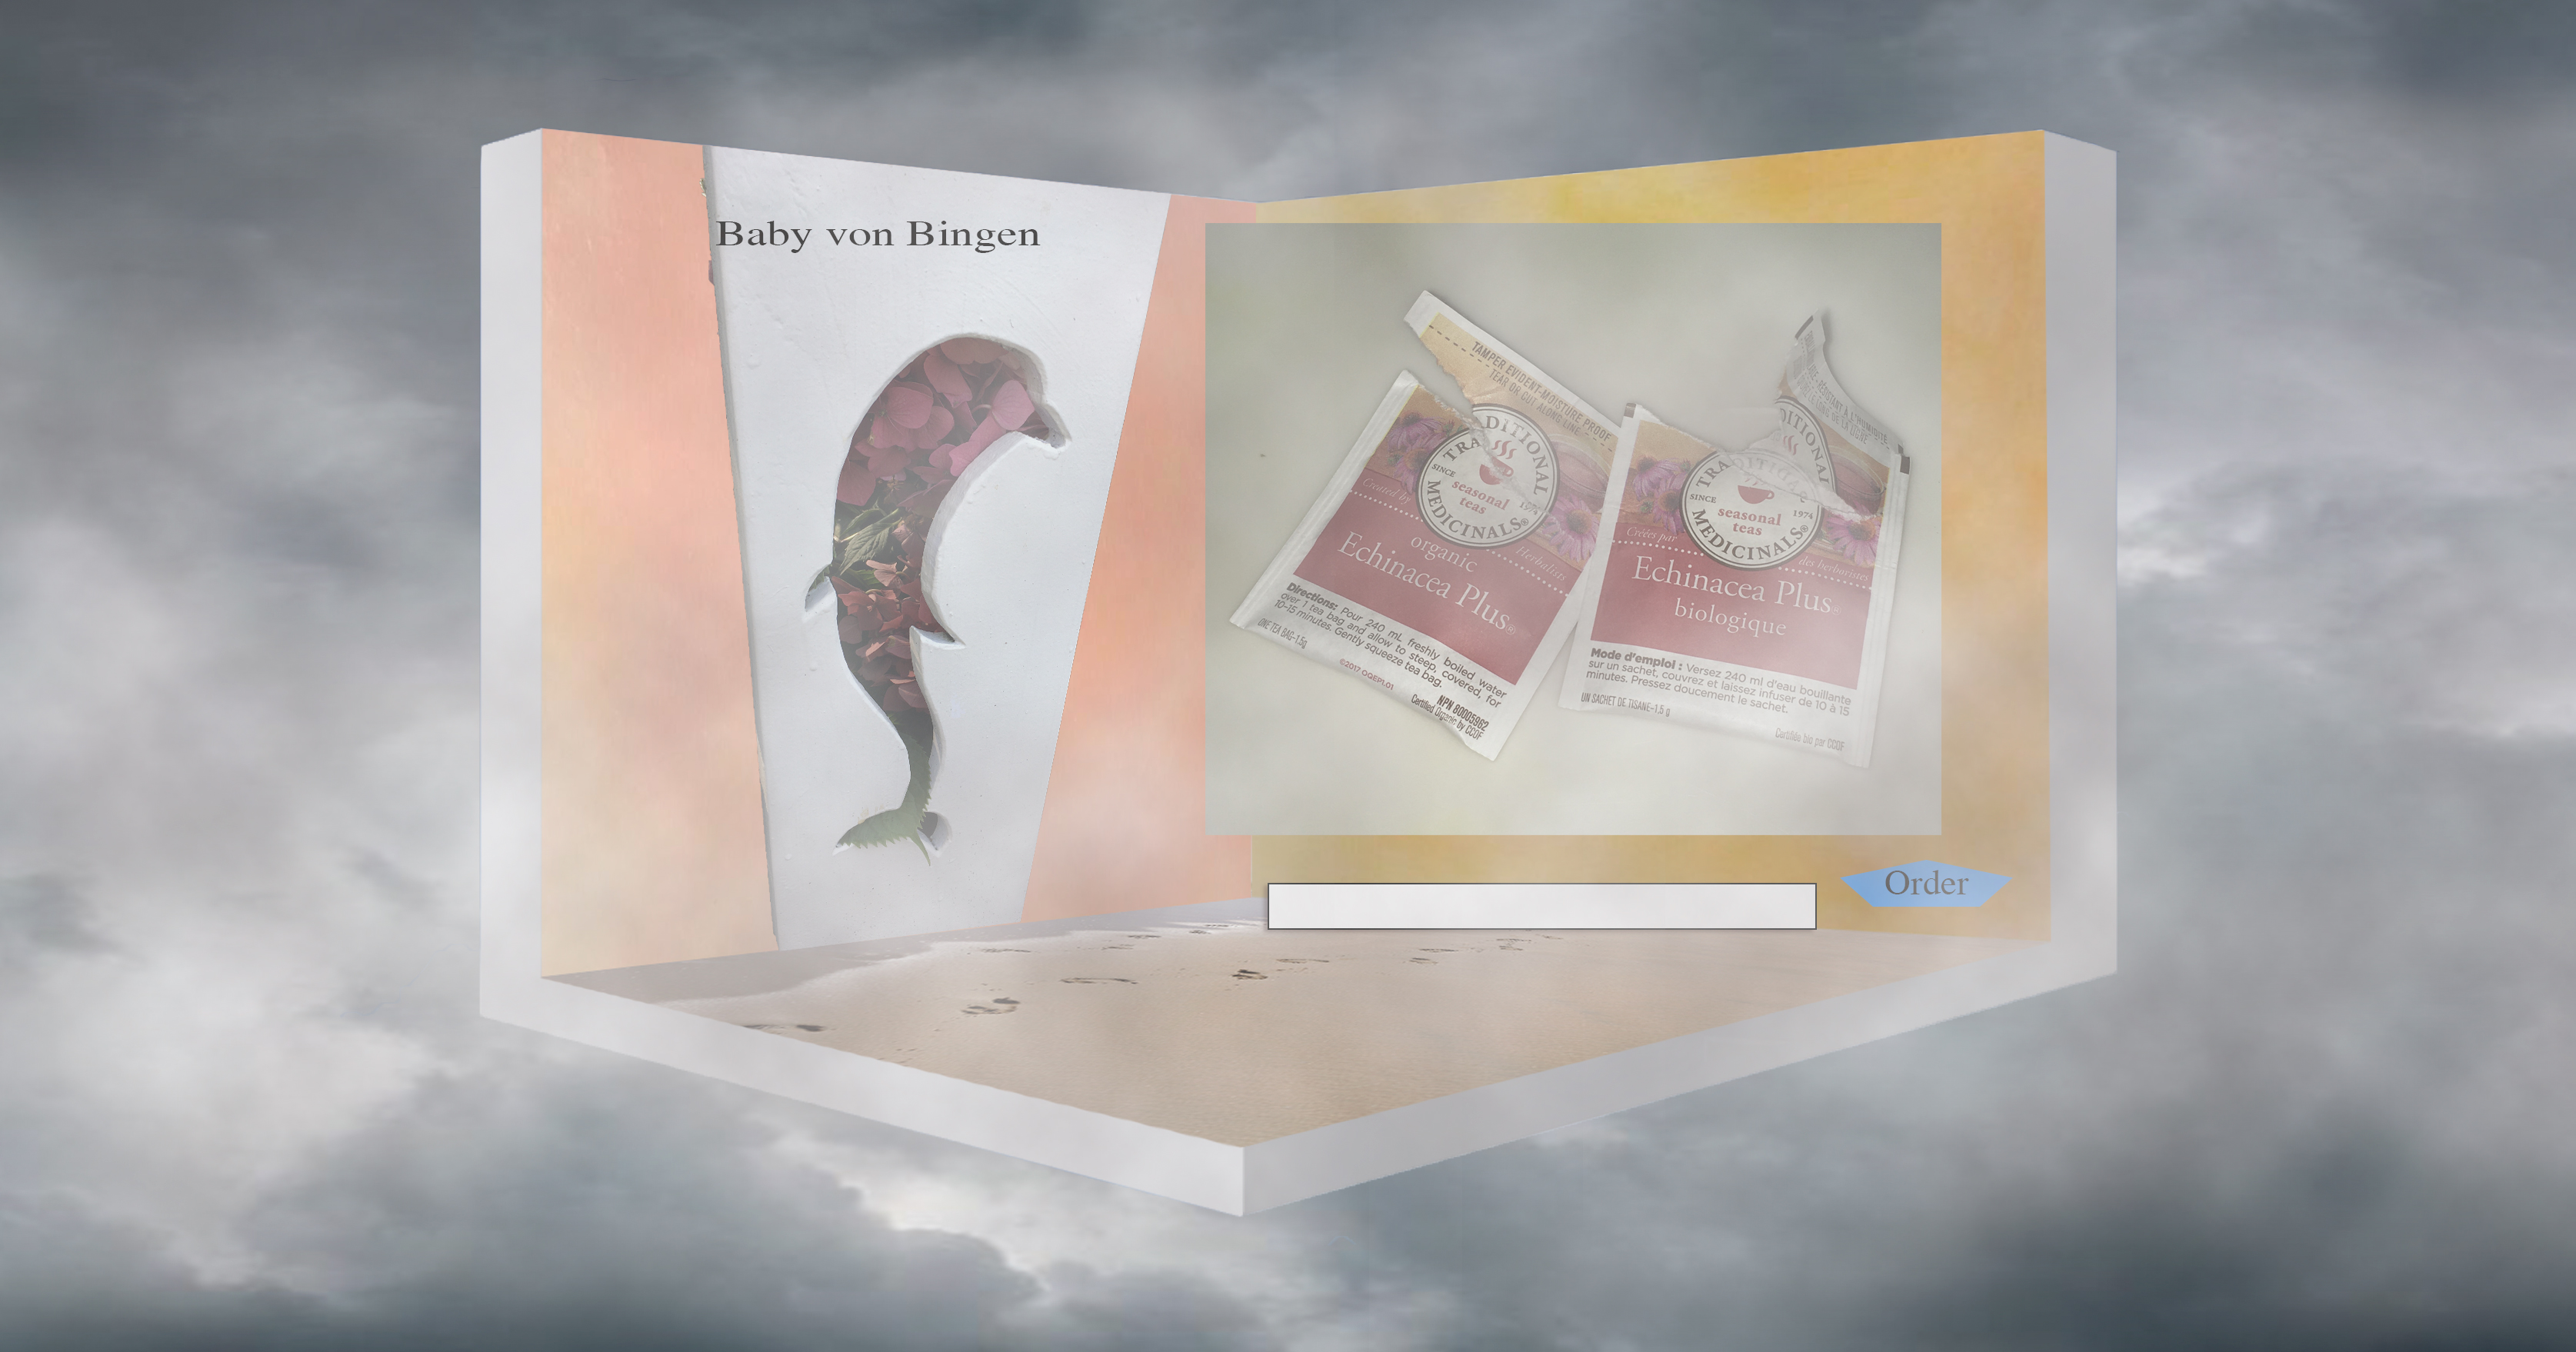 Baby von Bingen
TAMPER EVIDENT-MOISTURE PROOF
TEAR OR CUT ALONG LINE
TRADITIONAL
SINCE 1974
seasonal
teas
MEDICINALS®
Created by Herbalists
organic
Echinacea Plus®
Directions: Pour 240 mL freshly boiled water
over 1 tea bag and allow to steep, covered, for
10-15 minutes. Gently squeeze tea bag.
ONE TEA BAG-1.5g
©2017 OGEP1.01
NPN 80005962
Certified Organic by CCOF
TRADITIONAL
SINCE 1974
seasonal
teas
MEDICINALS®
Créées par des herboristes
Echinacea Plus®
biologique
Mode d'emploi : Versez 240 ml d'eau bouillante
sur un sachet, couvrez et laissez infuser de 10 à 15
minutes. Pressez doucement le sachet.
UN SACHET DE TISANE-1,5 g
Certifiée bio par CCOF
Order